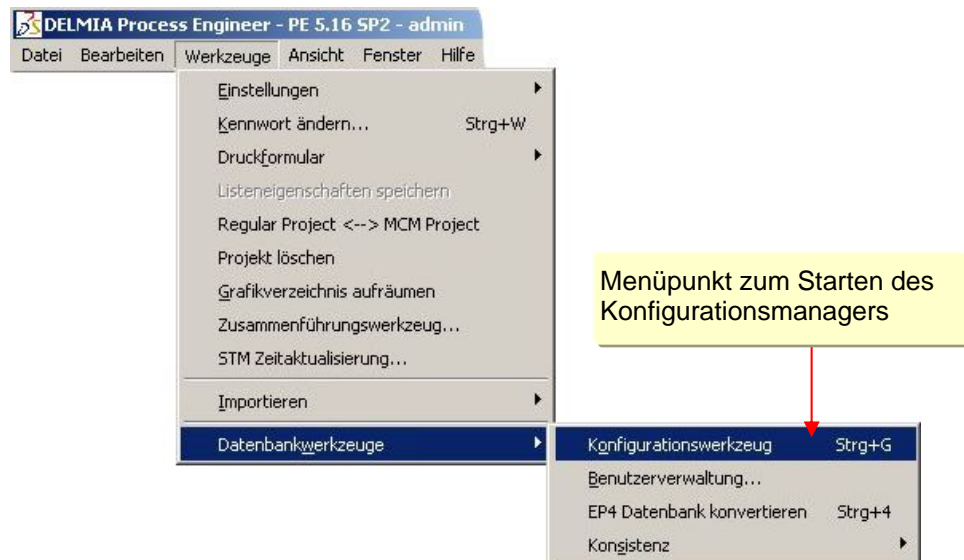 DELMIA Process Engineer - PE 5.16 SP2 - admin
Datei Bearbeiten Werkzeuge Ansicht Fenster Hilfe
Einstellungen
Kennwort ändern... Strg+W
Druckformular
Listeneigenschaften speichern
Regular Project <--> MCM Project
Projekt löschen
Grafikverzeichnis aufräumen
Zusammenführungswerkzeug...
STM Zeitaktualisierung...
Importieren
Datenbankwerkzeuge
Menüpunkt zum Starten des
Konfigurationsmanagers
Konfigurationswerkzeug Strg+G
Benutzerverwaltung...
EP4 Datenbank konvertieren Strg+4
Konsistenz